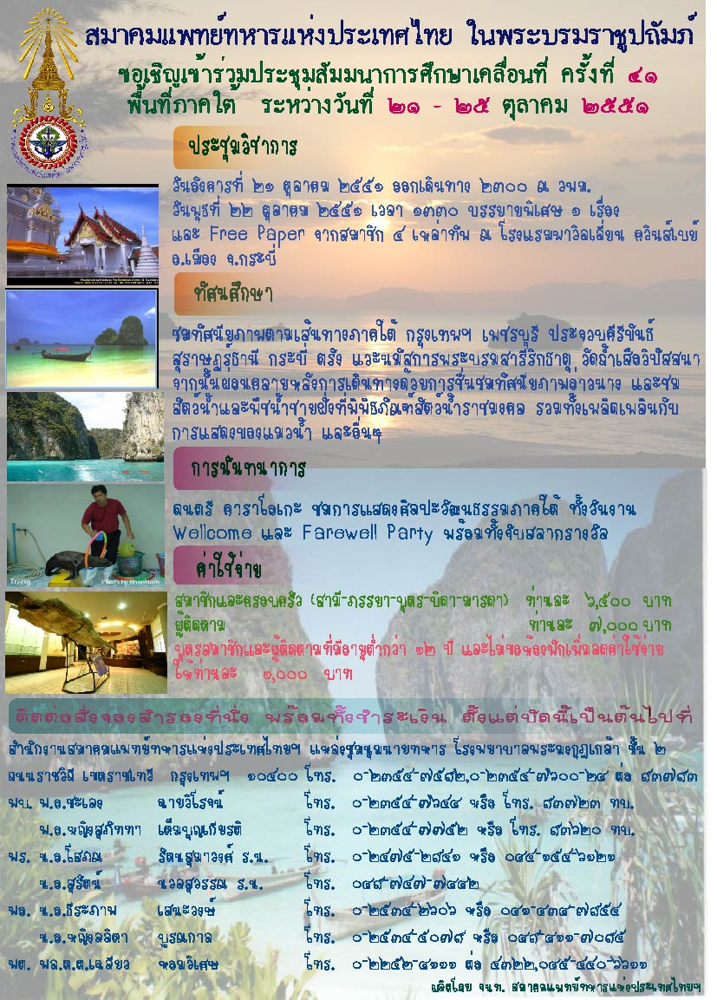 สมาคมแพทย์ทหารแห่งประเทศไทย ในพระบรมราชูปถัมภ์
ขอเชิญเข้าร่วมประชุมสัมมนาการศึกษาเคลื่อนที่ ครั้งที่ ๔๑
พื้นที่ภาคใต้ ระหว่างวันที่ ๒๑ - ๒๕ ตุลาคม ๒๕๕๑
ประชุมวิชาการ
วันอังคารที่ ๒๑ ตุลาคม ๒๕๕๑ ออกเดินทาง ๒๓๐๐ ณ วพม.
วันพุธที่ ๒๒ ตุลาคม ๒๕๕๑ เวลา ๑๓๓๐ บรรยายพิเศษ ๑ เรื่อง
และ Free Paper จากสมาชิก ๔ เหล่าทัพ ณ โรงแรมพาวิลเลี่ยน ควินส์เบย์
อ.เมือง จ.กระบี่
ทัศนศึกษา
ชมทัศนียภาพตามเส้นทางภาคใต้ กรุงเทพฯ เพชรบุรี ประจวบคีรีขันธ์
สุราษฎร์ธานี กระบี่ ตรัง แวะนมัสการพระบรมสารีริกธาตุ วัดถ้ำเสือวิปัสสนา
จากนั้นผ่อนคลายหลังการเดินทางด้วยการชื่นชมทัศนียภาพอ่าวนาง และชม
สัตว์น้ำและพืชน้ำชายฝั่งที่พิพิธภัณฑ์สัตว์น้ำราชมงคล รวมทั้งเพลิดเพลินกับ
การแสดงของแมวน้ำ และอื่นๆ
การนันทนาการ
ดนตรี คาราโอเกะ ชมการแสดงศิลปะวัฒนธรรมภาคใต้ ทั้งวันงาน
Wellcome และ Farewell Party พร้อมทั้งจับสลากรางวัล
Trang Photo by KhaoHom
ค่าใช้จ่าย
สมาชิกและครอบครัว (สามี-ภรรยา-บุตร-บิดา-มารดา) ท่านละ ๖,๕๐๐ บาท
ผู้ติดตาม ท่านละ ๗,๐๐๐ บาท
บุตรสมาชิกและผู้ติดตามที่มีอายุต่ำกว่า ๑๒ ปี และไม่ขอห้องพักเพิ่มลดค่าใช้จ่าย
ให้ท่านละ ๑,๐๐๐ บาท
ติดต่อสั่งจองสำรองที่นั่ง พร้อมทั้งชำระเงิน ตั้งแต่บัดนี้เป็นต้นไปที่
สำนักงานสมาคมแพทย์ทหารแห่งประเทศไทยฯ แหล่งชุมนุมนายทหาร โรงพยาบาลพระมงกุฎเกล้า ชั้น ๒
ถนนราชวิถี เขตราชเทวี กรุงเทพฯ ๑๐๔๐๐ โทร. ๐-๒๓๕๔-๗๕๘๒,๐-๒๓๕๔-๗๖๐๐-๒๔ ต่อ ๙๓๗๙๓
พบ. พ.อ.ชะเลง ฉายวิโรจน์ โทร. ๐-๒๓๕๔-๗๖๔๔ หรือ โทร. ๙๓๗๒๓ ทบ.
พ.อ.หญิงสุภัททา เต็มบุญเกียรติ โทร. ๐-๒๓๕๔-๗๗๕๒ หรือ โทร. ๙๓๖๒๐ ทบ.
พร. น.อ.โสภณ รัตนสุมาวงศ์ ร.น. โทร. ๐-๒๔๗๕-๒๘๕๑ หรือ ๐๘๔-๑๕๔-๖๑๒๑
น.อ.สุรัตน์ นวลสุวรรณ ร.น. โทร. ๐๘๙-๗๔๗-๗๔๔๒
พอ. น.อ.ธีระภาพ เสนะวงษ์ โทร. ๐-๒๕๓๔-๒๖๐๖ หรือ ๐๘๑-๔๓๔-๗๙๕๔
น.อ.หญิงลลิตา บูรณกาล โทร. ๐-๒๕๓๔-๕๐๗๙ หรือ ๐๘๙-๔๑๑-๗๐๙๕
พต. พล.ต.ต.เฉลียว หอมวิเศษ โทร. ๐-๒๒๕๒-๘๑๑๑ ต่อ ๔๓๒๒,๐๘๕-๔๔๐-๖๖๑๑
ผลิตโดย จนท. สมาคมแพทย์ทหารแห่งประเทศไทยฯ